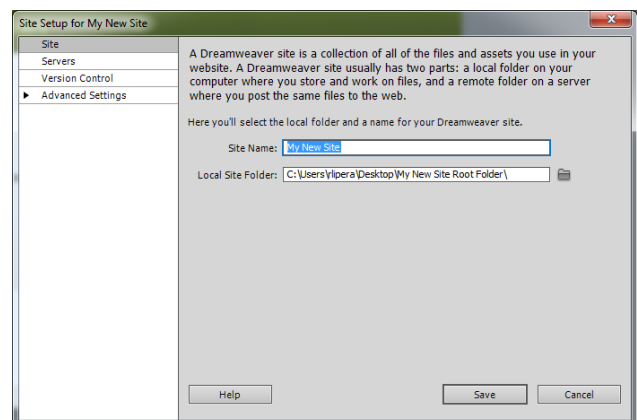 Site Setup for My New Site
Site
Servers
Version Control
Advanced Settings
A Dreamweaver site is a collection of all of the files and assets you use in your
website. A Dreamweaver site usually has two parts: a local folder on your
computer where you store and work on files, and a remote folder on a server
where you post the same files to the web.
Here you'll select the local folder and a name for your Dreamweaver site.
Site Name: My New Site
Local Site Folder: C:\Users\rlipera\Desktop\My New Site Root Folder\
Help Save Cancel